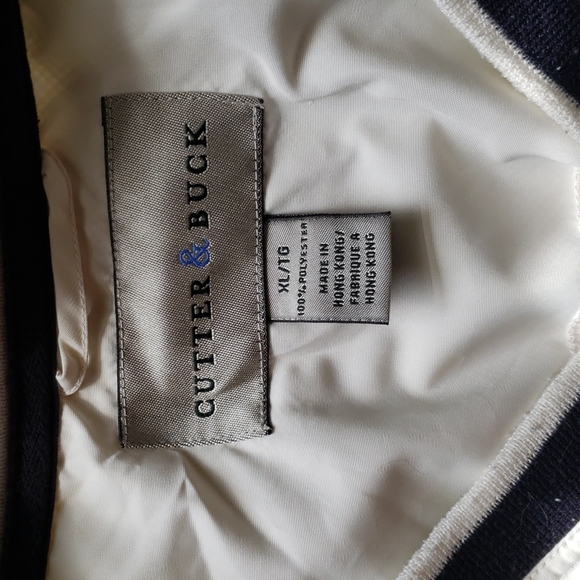 CUTTER & BUCK
XL/TG
100% POLYESTER
MADE IN
HONG KONG/
FABRIQUE A
HONG KONG